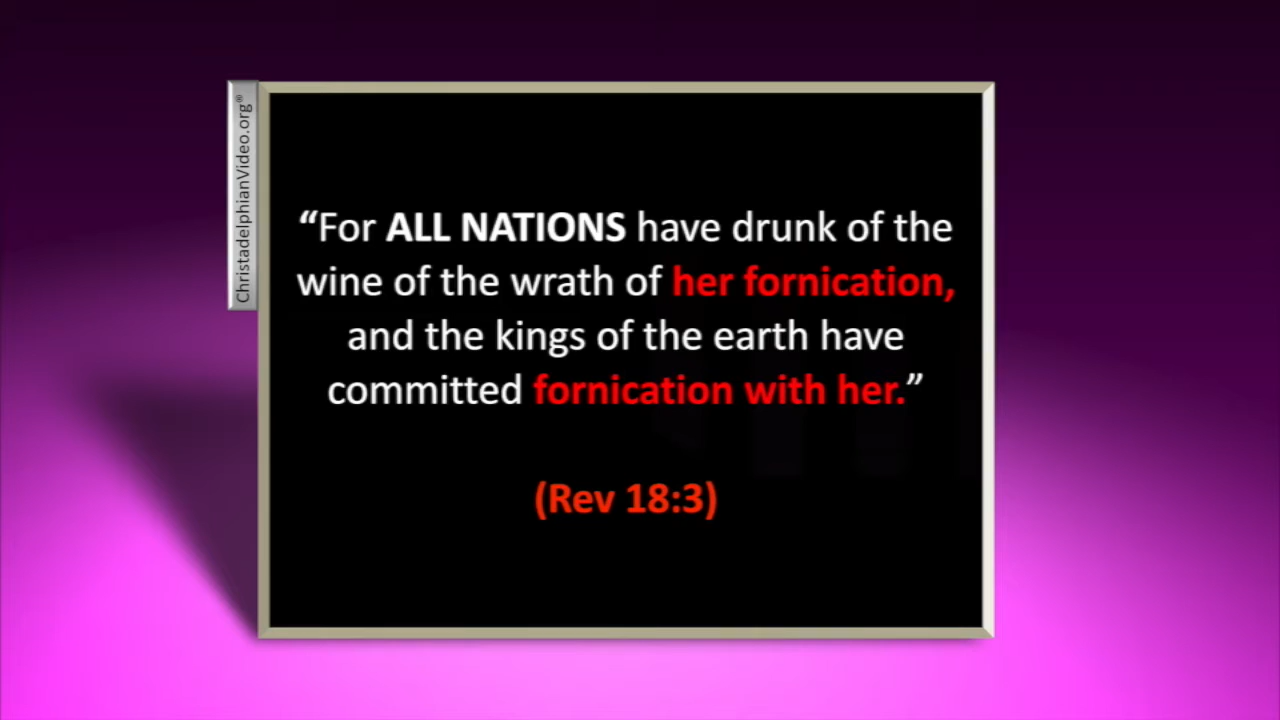 ChristadelphianVideo.org®
“For ALL NATIONS have drunk of the
wine of the wrath of her fornication,
and the kings of the earth have
committed fornication with her.”
(Rev 18:3)